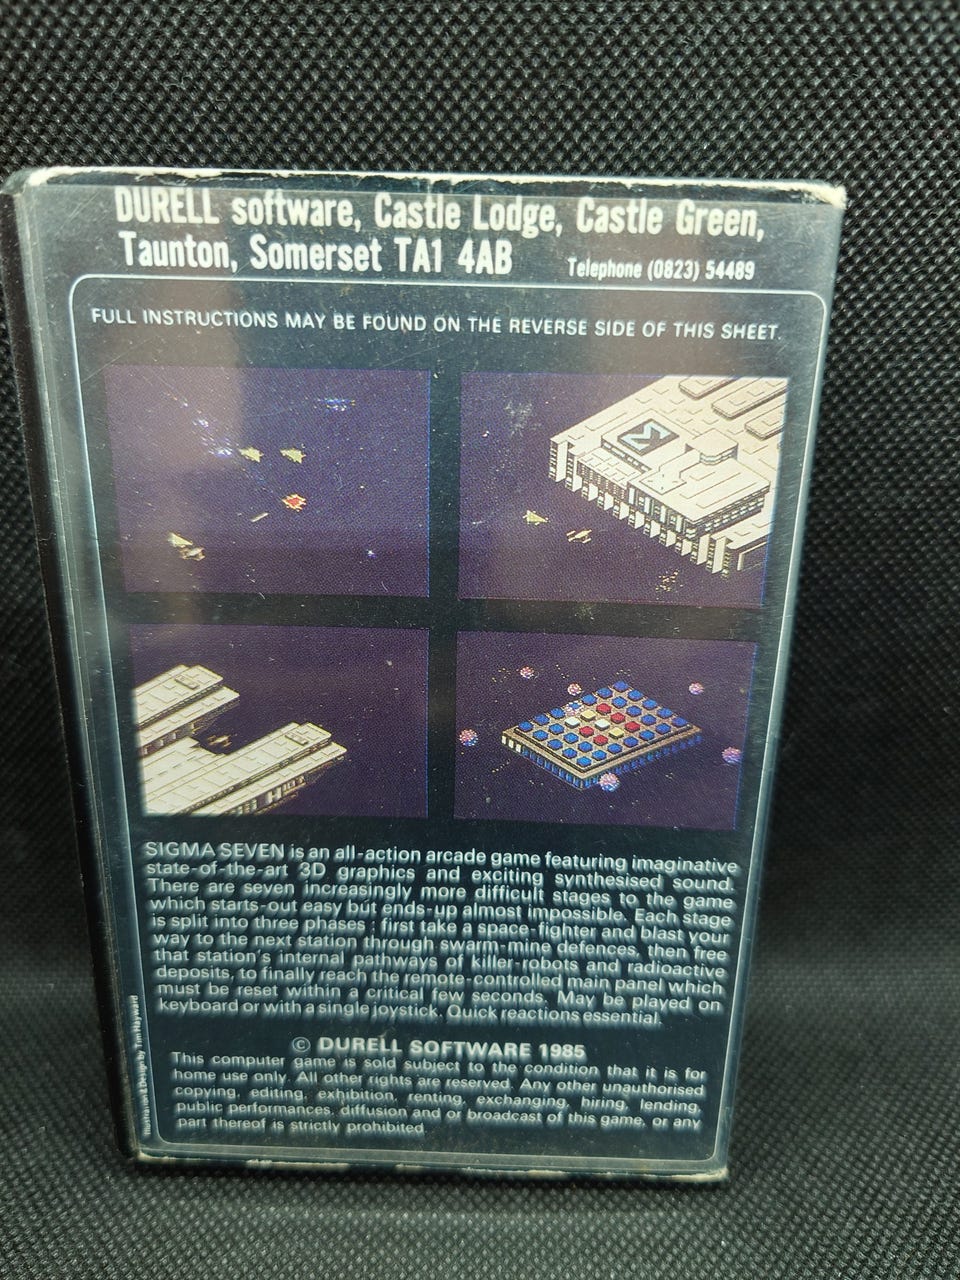 DURELL software, Castle Lodge, Castle Green,
Taunton, Somerset TA1 4AB Telephone (0823) 54489
FULL INSTRUCTIONS MAY BE FOUND ON THE REVERSE SIDE OF THIS SHEET.
Σ
SIGMA SEVEN is an all-action arcade game featuring imaginative
state-of-the-art 3D graphics and exciting synthesised sound.
There are seven increasingly more difficult stages to the game
which starts-out easy but ends-up almost impossible. Each stage
is split into three phases; first take a space-fighter and blast your
way to the next station through swarm-mine defences, then free
that station's internal pathways of killer-robots and radioactive
deposits, to finally reach the remote-controlled main panel which
must be reset within a critical few seconds. May be played on
keyboard or with a single joystick. Quick reactions essential.
© DURELL SOFTWARE 1985
This computer game is sold subject to the condition that it is for
home use only. All other rights are reserved. Any other unauthorised
copying, editing, exhibition, renting, exchanging, hiring, lending,
public performances, diffusion and or broadcast of this game, or any
part thereof is strictly prohibited.
Illustration & Design by Tim Hayward